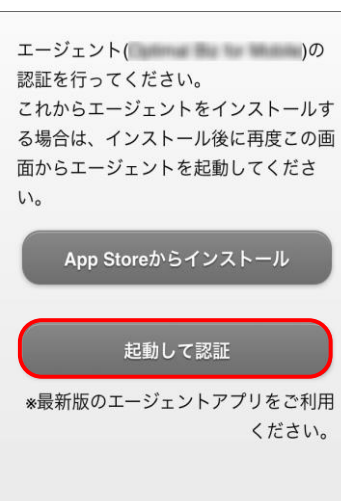 エージェント(          )の
認証を行ってください。
これからエージェントをインストールす
る場合は、インストール後に再度この画
面からエージェントを起動してくださ
い。
App Storeからインストール
起動して認証
※最新版のエージェントアプリをご利用
ください。